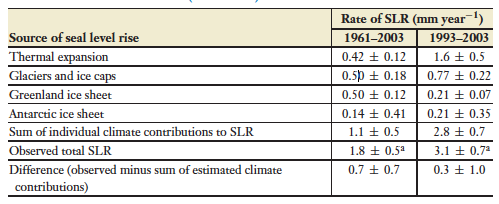 Rate of SLR (mm year⁻¹)
Source of seal level rise 1961–2003 1993–2003
Thermal expansion 0.42 ± 0.12 1.6 ± 0.5
Glaciers and ice caps 0.50 ± 0.18 0.77 ± 0.22
Greenland ice sheet 0.50 ± 0.12 0.21 ± 0.07
Antarctic ice sheet 0.14 ± 0.41 0.21 ± 0.35
Sum of individual climate contributions to SLR 1.1 ± 0.5 2.8 ± 0.7
Observed total SLR 1.8 ± 0.5ᵃ 3.1 ± 0.7ᵃ
Difference (observed minus sum of estimated climate 0.7 ± 0.7 0.3 ± 1.0
contributions)